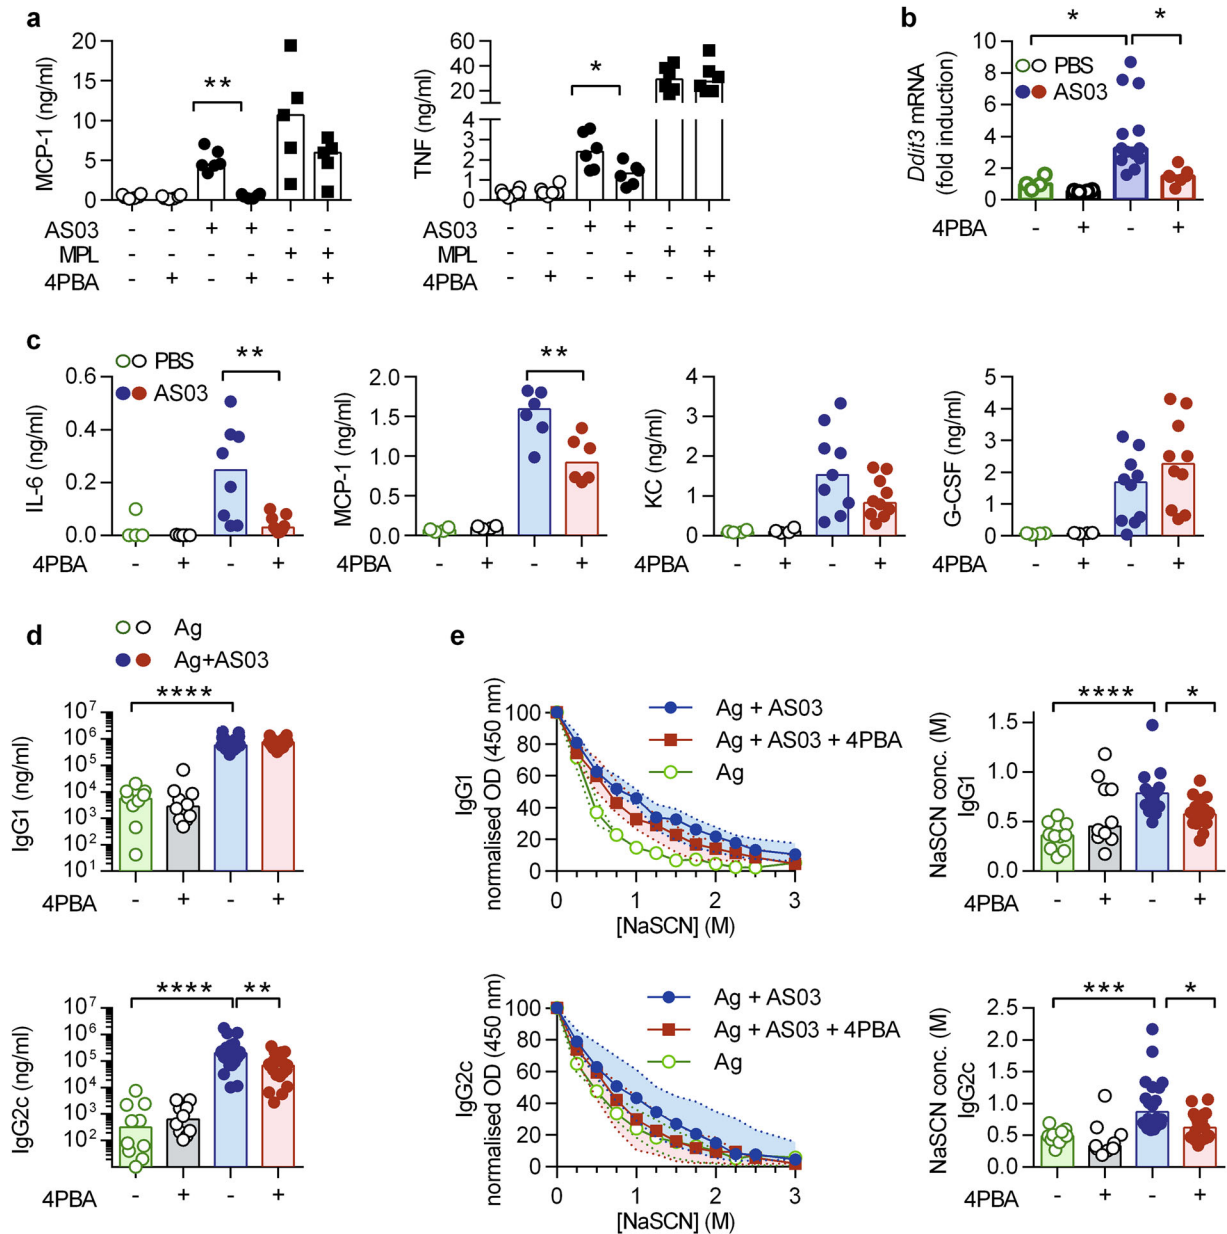 a
MCP-1 (ng/ml)
20
15
10
5
0
**
AS03 - - + + - -
MPL - - - - + +
4PBA - + - + - +
TNF (ng/ml)
60
40
20
4
3
2
1
0
*
AS03 - - + + - -
MPL - - - - + +
4PBA - + - + - +
b
* *
Ddit3 mRNA
(fold induction)
10
8
6
4
2
0
PBS
AS03
4PBA - + - +
c
PBS
AS03
IL-6 (ng/ml)
0.6
0.4
0.2
0.0
**
4PBA - + - +
MCP-1 (ng/ml)
2.0
1.5
1.0
0.5
0.0
**
4PBA - + - +
KC (ng/ml)
4
3
2
1
0
4PBA - + - +
G-CSF (ng/ml)
5
4
3
2
1
0
4PBA - + - +
d
Ag
Ag+AS03
IgG1 (ng/ml)
10⁷
10⁶
10⁵
10⁴
10³
10²
10¹
****
4PBA - + - +
IgG2c (ng/ml)
10⁷
10⁶
10⁵
10⁴
10³
10²
**** **
4PBA - + - +
e
IgG1
normalised OD (450 nm)
100
80
60
40
20
0
Ag + AS03
Ag + AS03 + 4PBA
Ag
0 1 2 3
[NaSCN] (M)
NaSCN conc. (M)
IgG1
1.5
1.0
0.5
0.0
**** *
4PBA - + - +
IgG2c
normalised OD (450 nm)
100
80
60
40
20
0
Ag + AS03
Ag + AS03 + 4PBA
Ag
0 1 2 3
[NaSCN] (M)
NaSCN conc. (M)
IgG2c
2.5
2.0
1.5
1.0
0.5
0.0
*** *
4PBA - + - +